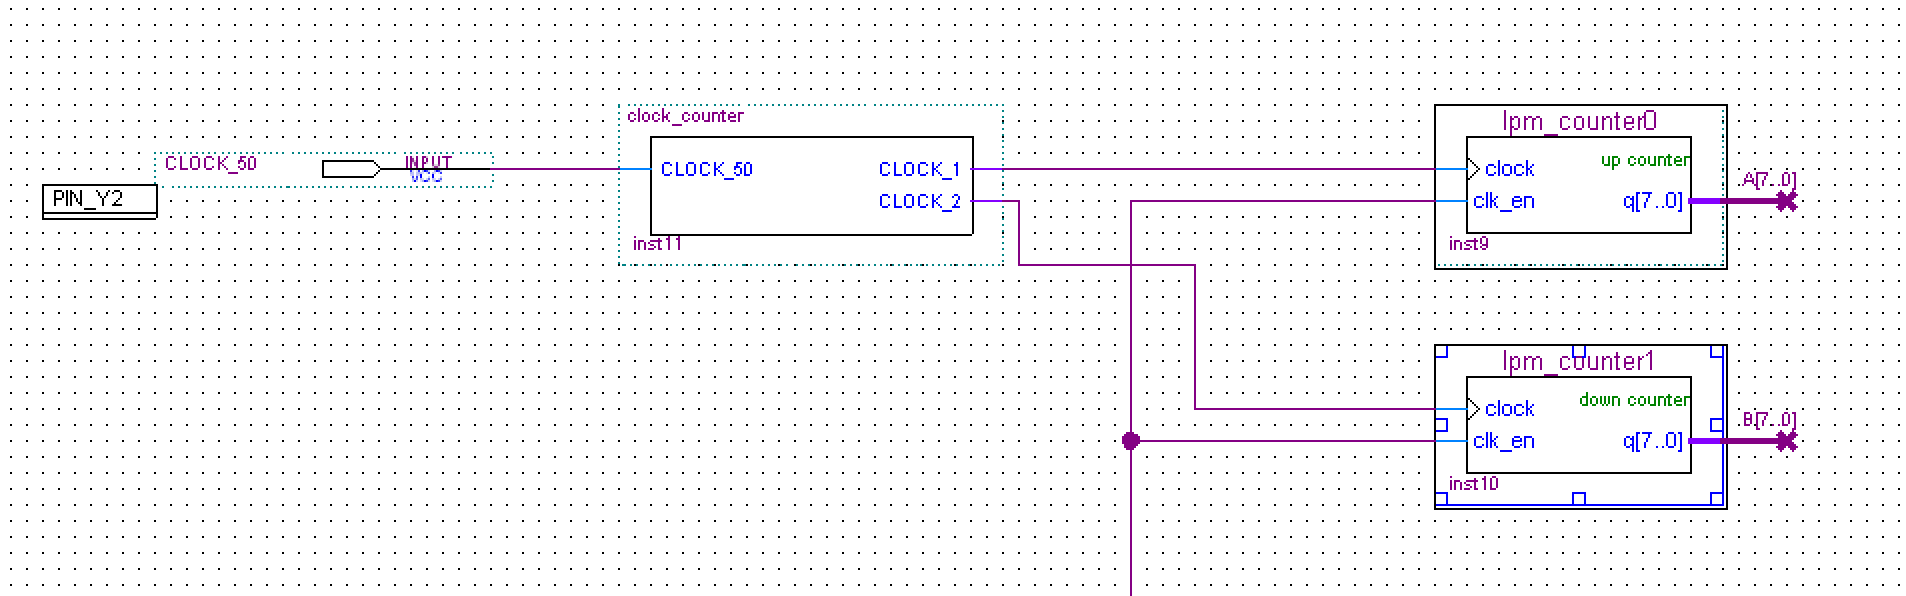 CLOCK_50
INPUT
VCC
PIN_Y2
clock_counter
CLOCK_50
CLOCK_1
CLOCK_2
inst11
lpm_counter0
up counter
clock
clk_en
q[7..0]
A[7..0]
inst9
lpm_counter1
down counter
clock
clk_en
q[7..0]
B[7..0]
inst10